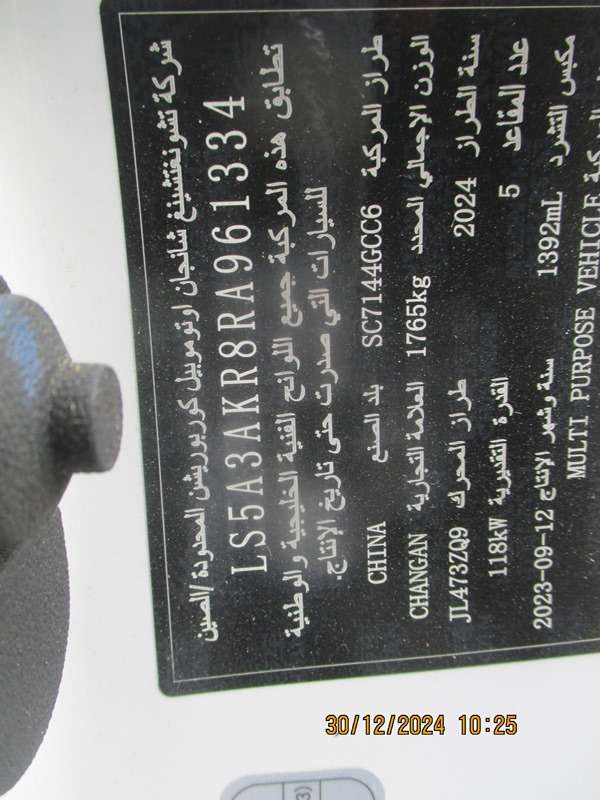 شركة تشونغتشينغ شانجان اوتوموبيل كوربوريشن المحدودة/الصين
LS5A3AKR8RA961334
تطابق هذه المركبة جميع اللوائح الفنية الخليجية والوطنية
للسيارات التي صدرت حتى تاريخ الإنتاج.
طراز المركبة SC7144GCC6 بلد الصنع CHINA
الوزن الإجمالي المحدد 1765kg العلامة التجارية CHANGAN
سنة الطراز 2024 طراز المحرك JL473ZQ9
عدد المقاعد 5 القدرة التقديرية 118kW
مكبس التشرد 1392mL سنة وشهر الإنتاج 2023-09-12
المركبة MULTI PURPOSE VEHICLE
30/12/2024 10:25